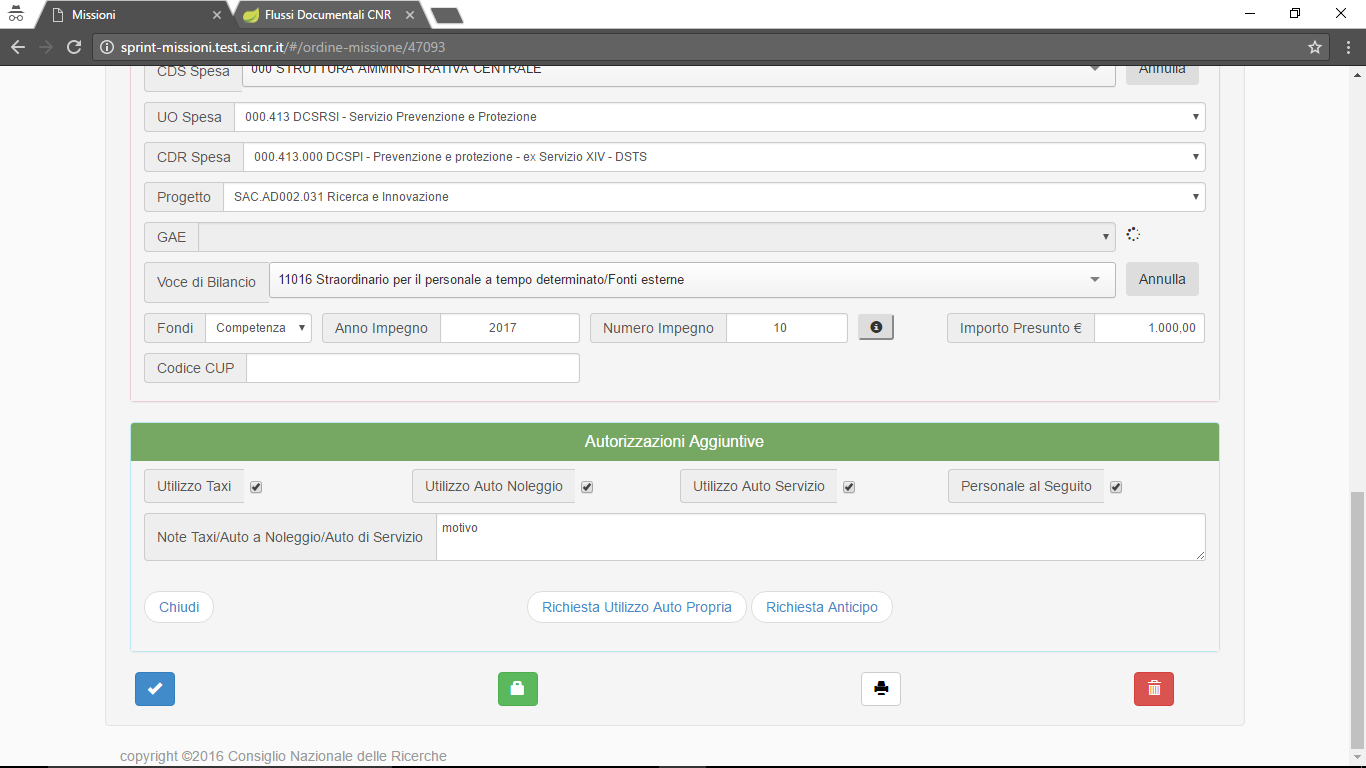 Missioni
Flussi Documentali CNR
sprint-missioni.test.si.cnr.it/#/ordine-missione/47093
CDS Spesa 000 STRUTTURA AMMINISTRATIVA CENTRALE Annulla
UO Spesa 000.413 DCSRSI - Servizio Prevenzione e Protezione
CDR Spesa 000.413.000 DCSPI - Prevenzione e protezione - ex Servizio XIV - DSTS
Progetto SAC.AD002.031 Ricerca e Innovazione
GAE
Voce di Bilancio 11016 Straordinario per il personale a tempo determinato/Fonti esterne Annulla
Fondi Competenza Anno Impegno 2017 Numero Impegno 10 Importo Presunto € 1.000,00
Codice CUP
Autorizzazioni Aggiuntive
Utilizzo Taxi Utilizzo Auto Noleggio Utilizzo Auto Servizio Personale al Seguito
Note Taxi/Auto a Noleggio/Auto di Servizio motivo
Chiudi Richiesta Utilizzo Auto Propria Richiesta Anticipo
copyright ©2016 Consiglio Nazionale delle Ricerche